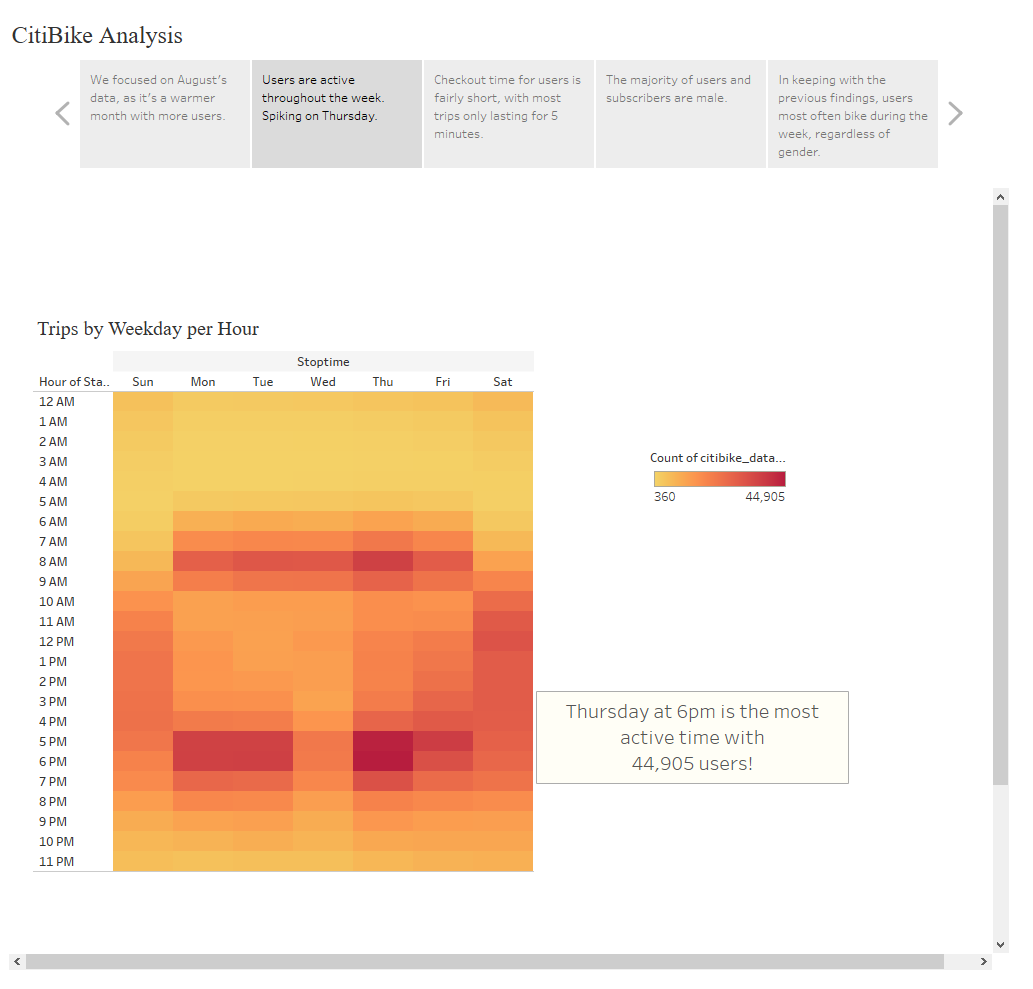 CitiBike Analysis
We focused on August's
data, as it's a warmer
month with more users.
Users are active
throughout the week.
Spiking on Thursday.
Checkout time for users is
fairly short, with most
trips only lasting for 5
minutes.
The majority of users and
subscribers are male.
In keeping with the
previous findings, users
most often bike during the
week, regardless of
gender.
Trips by Weekday per Hour
Stoptime
Hour of Sta.. Sun Mon Tue Wed Thu Fri Sat
12 AM
1 AM
2 AM
3 AM
4 AM
5 AM
6 AM
7 AM
8 AM
9 AM
10 AM
11 AM
12 PM
1 PM
2 PM
3 PM
4 PM
5 PM
6 PM
7 PM
8 PM
9 PM
10 PM
11 PM
Count of citibike_data...
360 44,905
Thursday at 6pm is the most
active time with
44,905 users!